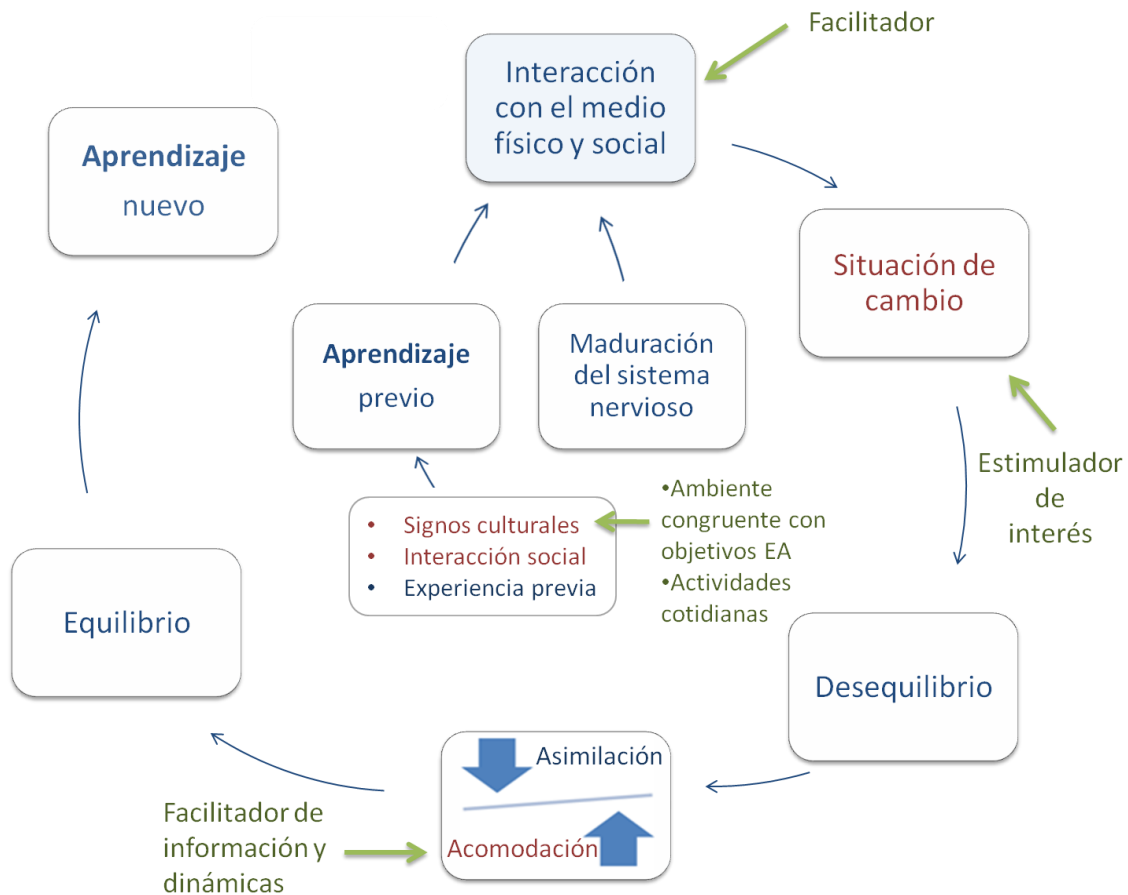 Facilitador
Interacción
con el medio
físico y social
Aprendizaje
nuevo
Situación de
cambio
Aprendizaje
previo
Maduración
del sistema
nervioso
Estimulador
de
interés
• Signos culturales
• Interacción social
• Experiencia previa
•Ambiente
congruente con
objetivos EA
•Actividades
cotidianas
Equilibrio
Desequilibrio
Asimilación
Acomodación
Facilitador de
información y
dinámicas